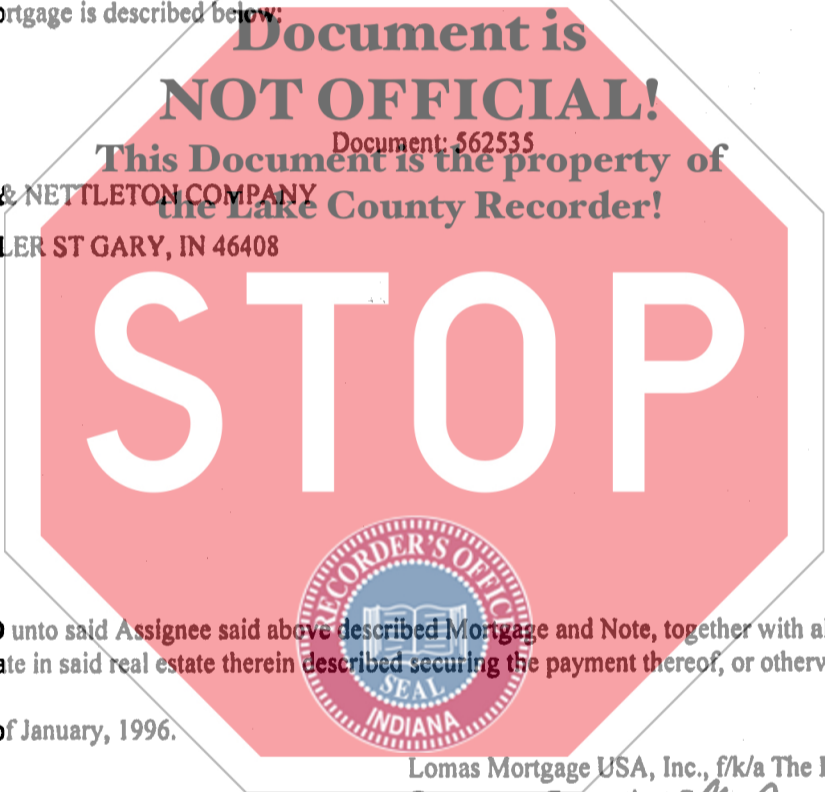 ortgage is described below:
Document is
NOT OFFICIAL!
Document: 562535
This Document is the property of
& NETTLETON COMPANY
the Lake County Recorder!
LER ST GARY, IN 46408
STOP
RECORDER'S OFFIC
unto said Assignee said above described Mortgage and Note, together with a
ate in said real estate therein described securing the payment thereof, or otherw
SEAL
INDIANA
of January, 1996.
Lomas Mortgage USA, Inc., f/k/a The